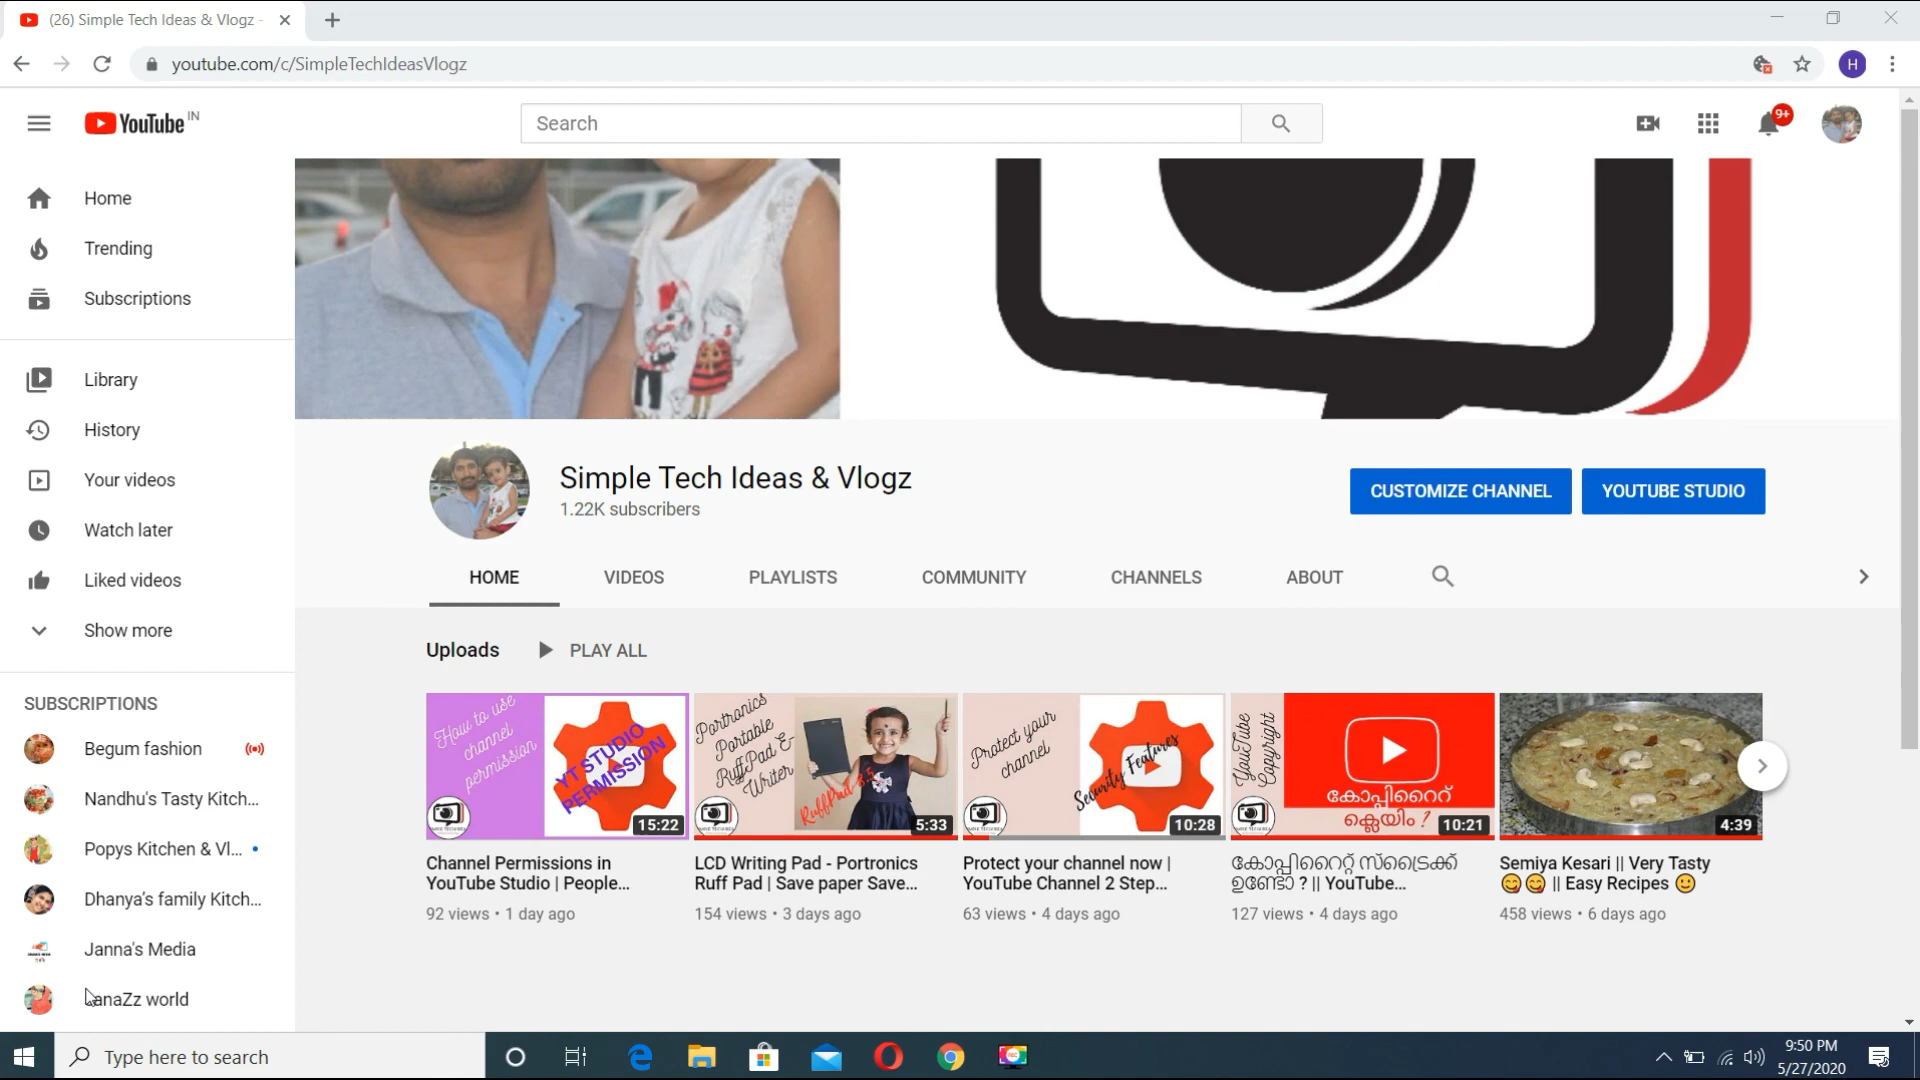 (26) Simple Tech Ideas & Vlogz -
youtube.com/c/SimpleTechIdeasVlogz
H
YouTube IN
Search
9+
Home
Trending
Subscriptions
Library
History
Your videos
Watch later
Liked videos
Show more
SUBSCRIPTIONS
Begum fashion
Nandhu's Tasty Kitch...
Popys Kitchen & Vl...
Dhanya's family Kitch...
Janna's Media
world
Simple Tech Ideas & Vlogz
1.22K subscribers
CUSTOMIZE CHANNEL
YOUTUBE STUDIO
HOME
VIDEOS
PLAYLISTS
COMMUNITY
CHANNELS
ABOUT
Uploads
PLAY ALL
How to use
channel
permission
YT STUDIO
PERMISSION
15:22
Channel Permissions in
YouTube Studio | People...
92 views • 1 day ago
Portronics
Portable
RuffPad &
Writer
RuffPad 8.5
5:33
LCD Writing Pad - Portronics
Ruff Pad | Save paper Save...
154 views • 3 days ago
Protect your
channel
Security Features
10:28
Protect your channel now |
YouTube Channel 2 Step...
63 views • 4 days ago
YouTube
Copyright
കോപ്പിറൈറ്റ്
ക്ലെയിം ?
10:21
കോപ്പിറൈറ്റ് സ്ട്രൈക്ക്
ഉണ്ടോ ? || YouTube...
127 views • 4 days ago
4:39
Semiya Kesari || Very Tasty
😋😋 || Easy Recipes 🙂
458 views • 6 days ago
Type here to search
9:50 PM
5/27/2020